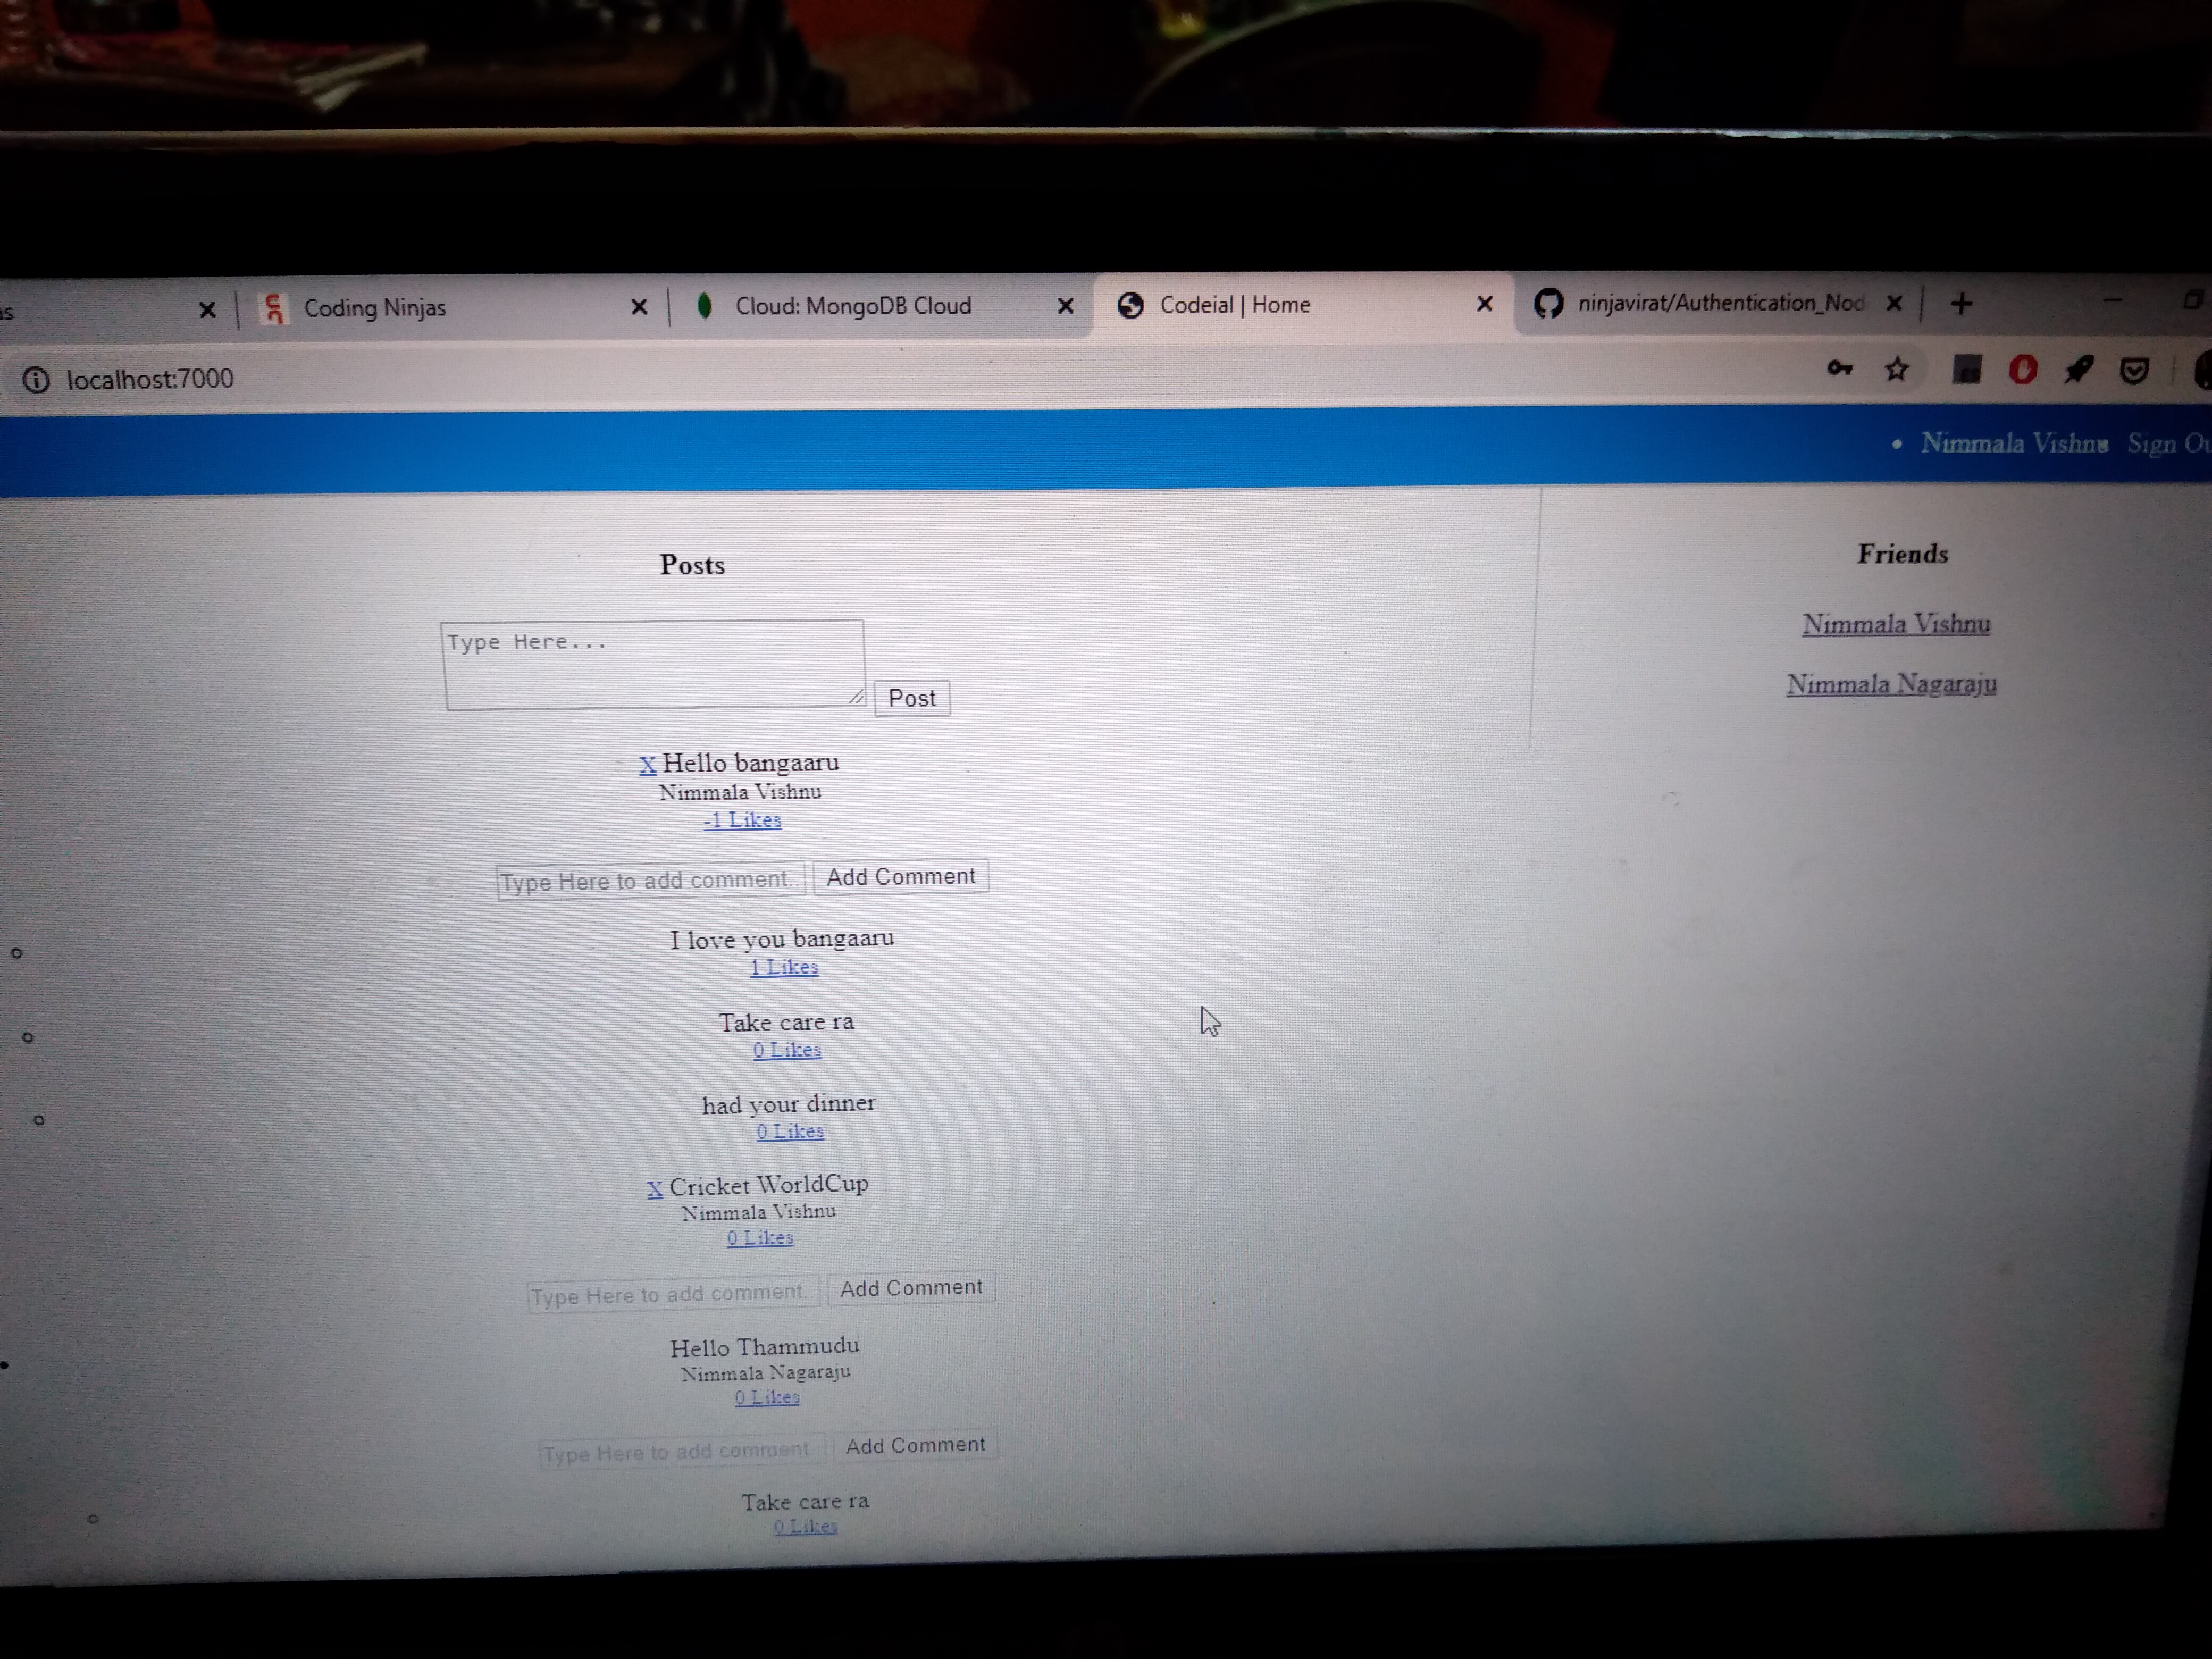 Coding Ninjas
Cloud: MongoDB Cloud
Codeial | Home
ninjavirat/Authentication_Nod
localhost:7000
Nimmala Vishnu Sign Ou
Posts
Friends
Type Here...
Post
Nimmala Vishnu
Nimmala Nagaraju
X Hello bangaaru
Nimmala Vishnu
-1 Likes
Type Here to add comment.. Add Comment
I love you bangaaru
1 Likes
Take care ra
0 Likes
had your dinner
0 Likes
X Cricket WorldCup
Nimmala Vishnu
0 Likes
Type Here to add comment. Add Comment
Hello Thammudu
Nimmala Nagaraju
0 Likes
Type Here to add comment Add Comment
Take care ra
0 Likes